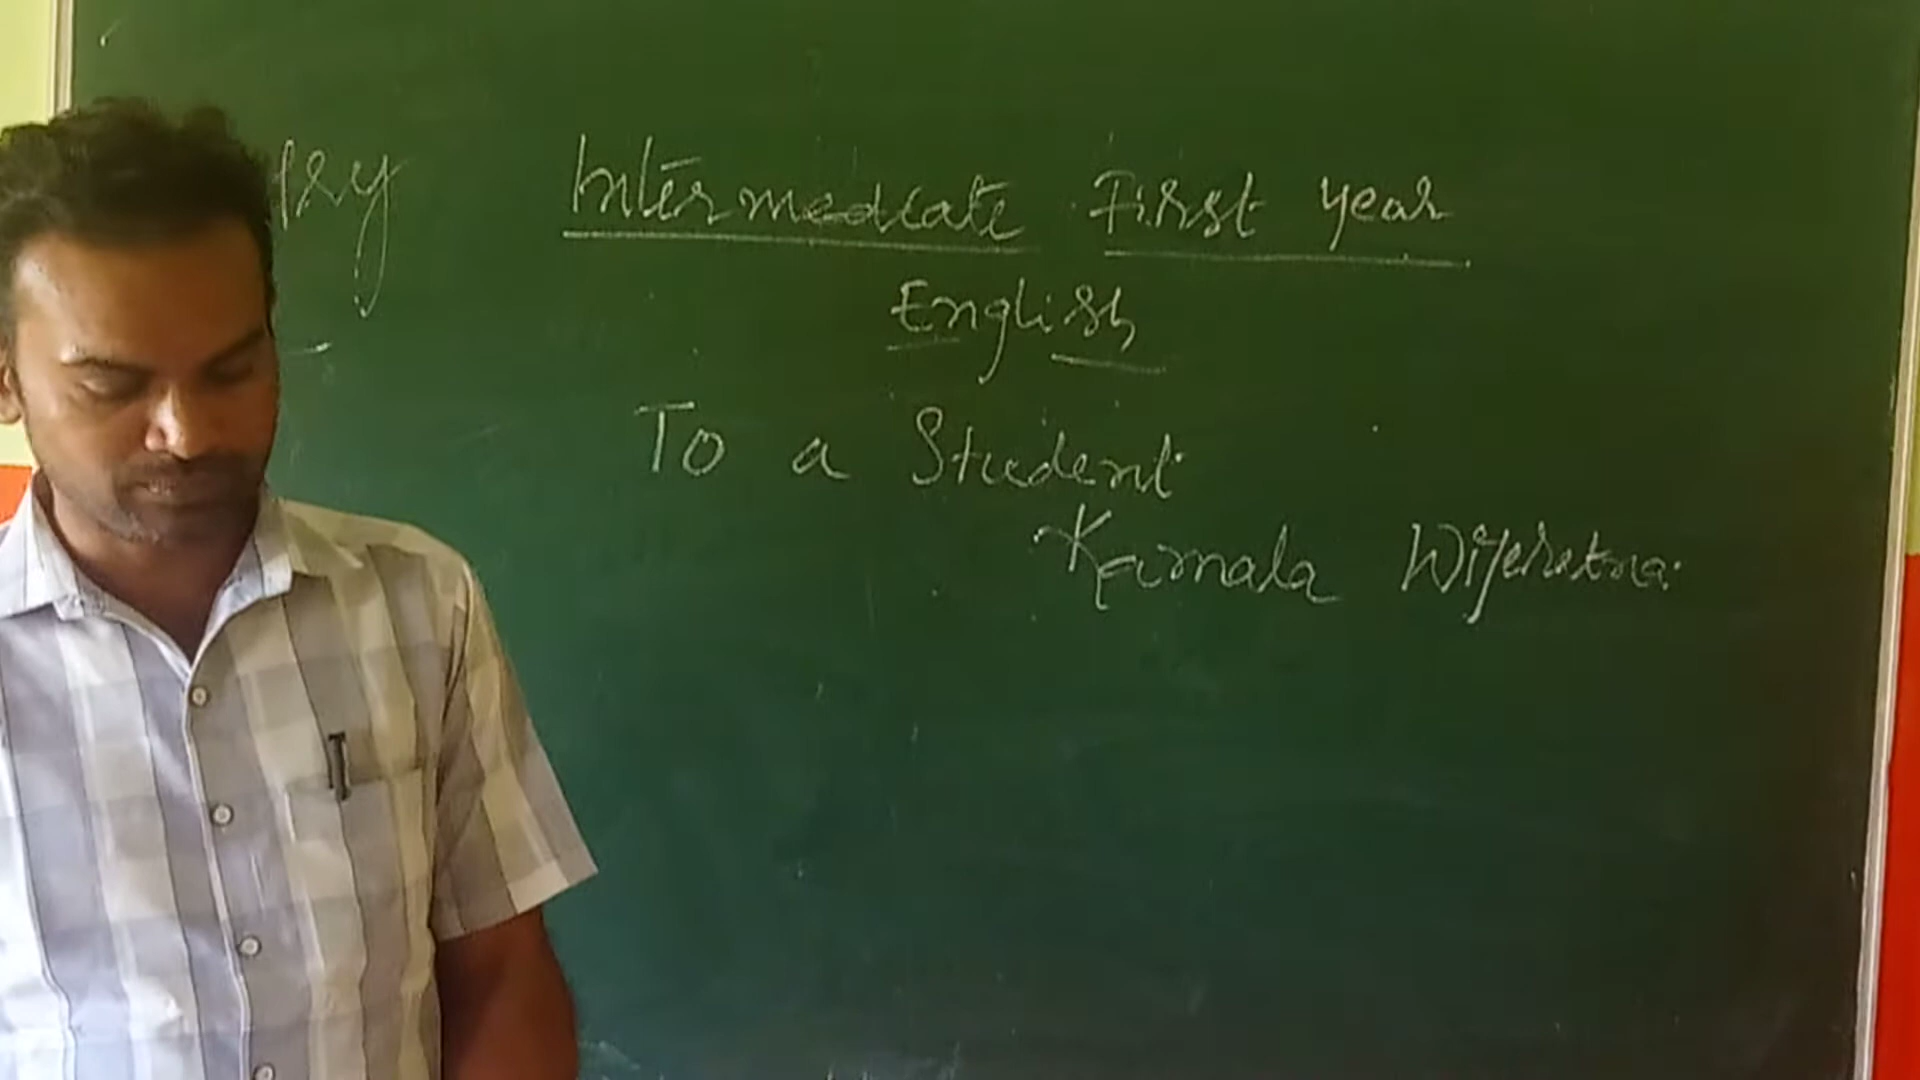 Intermediate First year
English
To a Student
Kamala Wijeratna.